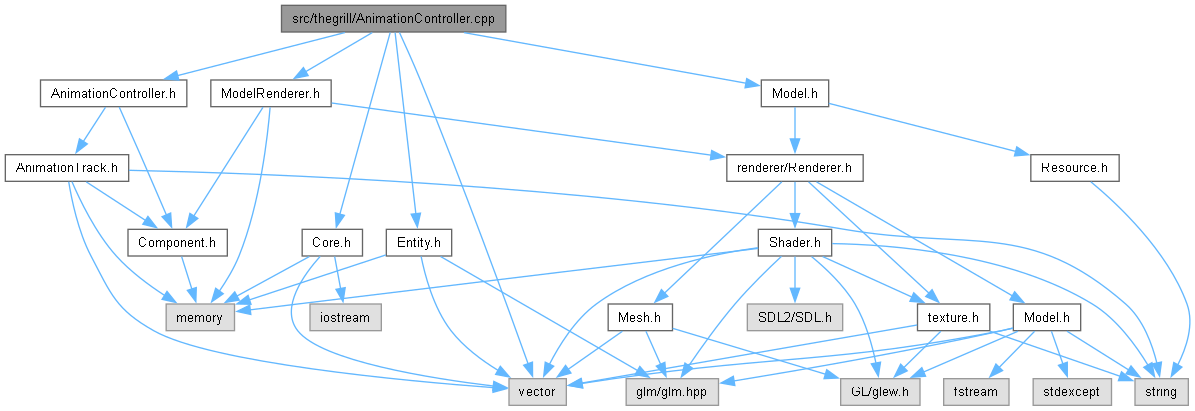 src/thegrill/AnimationController.cpp
AnimationController.h
ModelRenderer.h
Model.h
AnimationTrack.h
renderer/Renderer.h
Resource.h
Component.h
Core.h
Entity.h
Shader.h
memory
iostream
Mesh.h
SDL2/SDL.h
texture.h
Model.h
vector
glm/glm.hpp
GL/glew.h
fstream
stdexcept
string